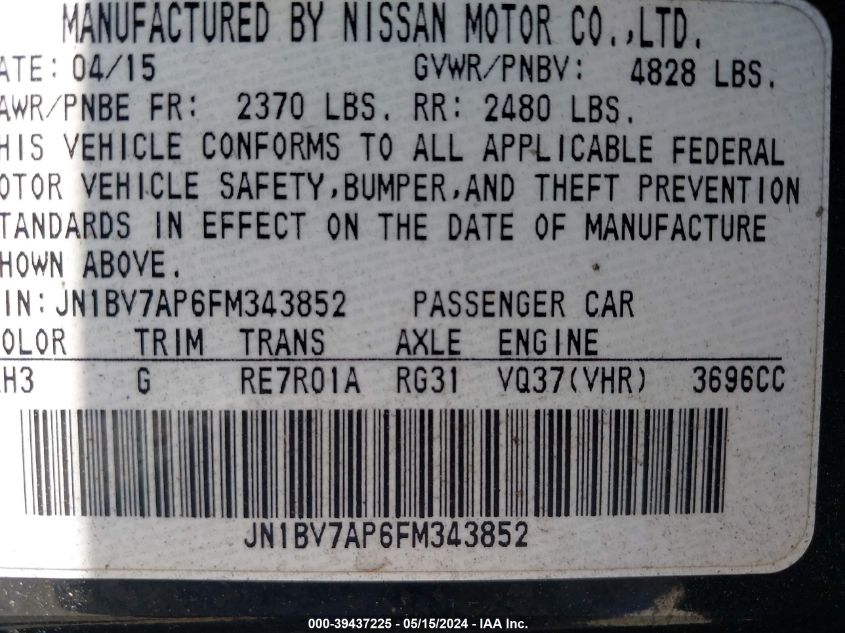 MANUFACTURED BY NISSAN MOTOR CO.,LTD.
ATE: 04/15 GVWR/PNBV: 4828 LBS.
AWR/PNBE FR: 2370 LBS. RR: 2480 LBS.
HIS VEHICLE CONFORMS TO ALL APPLICABLE FEDERAL
OTOR VEHICLE SAFETY,BUMPER,AND THEFT PREVENTION
TANDARDS IN EFFECT ON THE DATE OF MANUFACTURE
HOWN ABOVE.
IN:JN1BV7AP6FM343852 PASSENGER CAR
OLOR TRIM TRANS AXLE ENGINE
H3 G RE7R01A RG31 VQ37(VHR) 3696CC
JN1BV7AP6FM343852
000-39437225 - 05/15/2024 - IAA Inc.